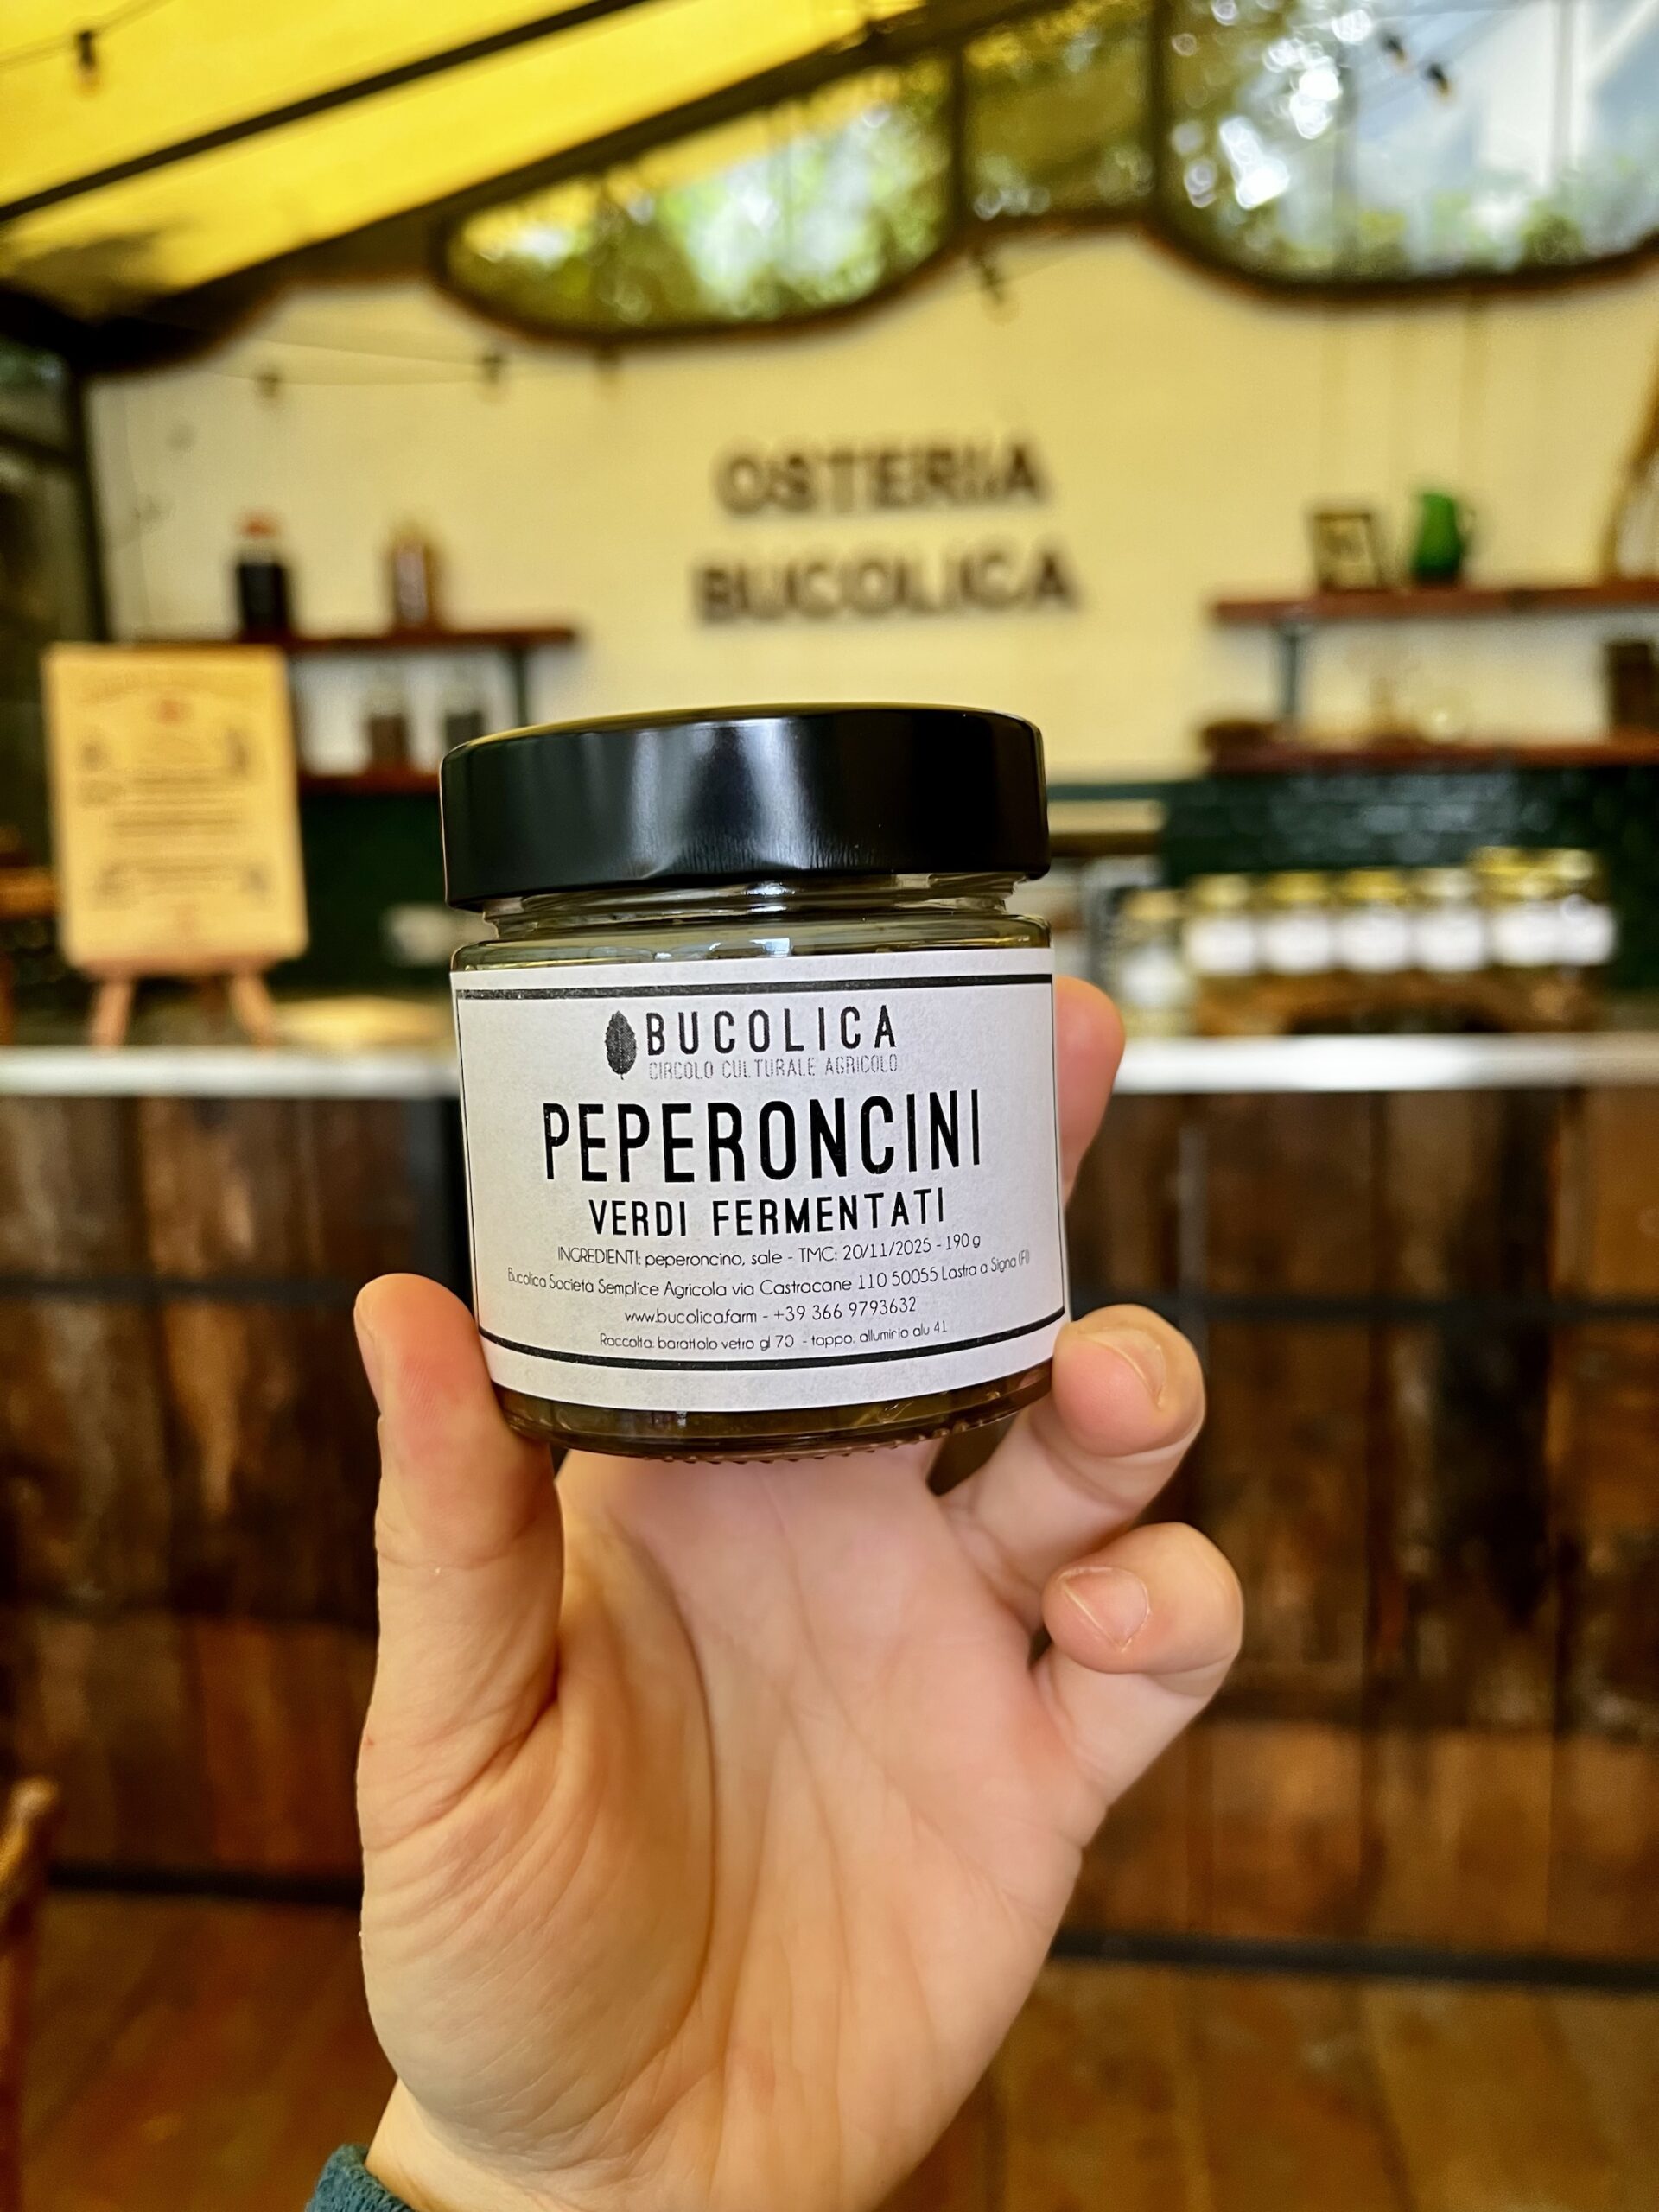 OSTERIA
BUCOLICA
BUCOLICA
CIRCOLO CULTURALE AGRICOLO
PEPERONCINI
VERDI FERMENTATI
INGREDIENTI: peperoncino, sale - TMC: 20/11/2025 - 190 g
Bucolica Società Semplice Agricola via Castracane 110 50055 Lastra a Signa (FI)
www.bucolica.farm - +39 366 9793632
Raccolta: barattolo vetro gl 70 - tappo: alluminio alu 41